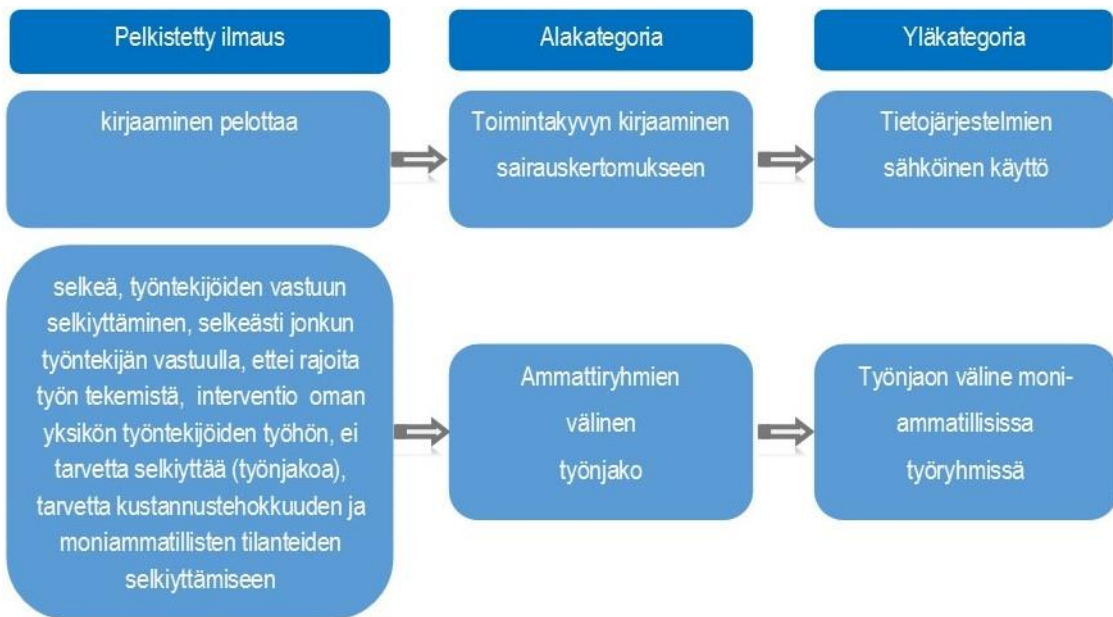 Pelkistetty ilmaus
Alakategoria
Yläkategoria
kirjaaminen pelottaa
Toimintakyvyn kirjaaminen
sairauskertomukseen
Tietojärjestelmien
sähköinen käyttö
selkeä, työntekijöiden vastuun
selkiyttäminen, selkeästi jonkun
työntekijän vastuulla, ettei rajoita
työn tekemistä, interventio oman
yksikön työntekijöiden työhön, ei
tarvetta selkiyttää (työnjakoa),
tarvetta kustannustehokkuuden ja
moniammatillisten tilanteiden
selkiyttämiseen
Ammattiryhmien
välinen
työnjako
Työnjaon väline moni-
ammatillisissa
työryhmissä